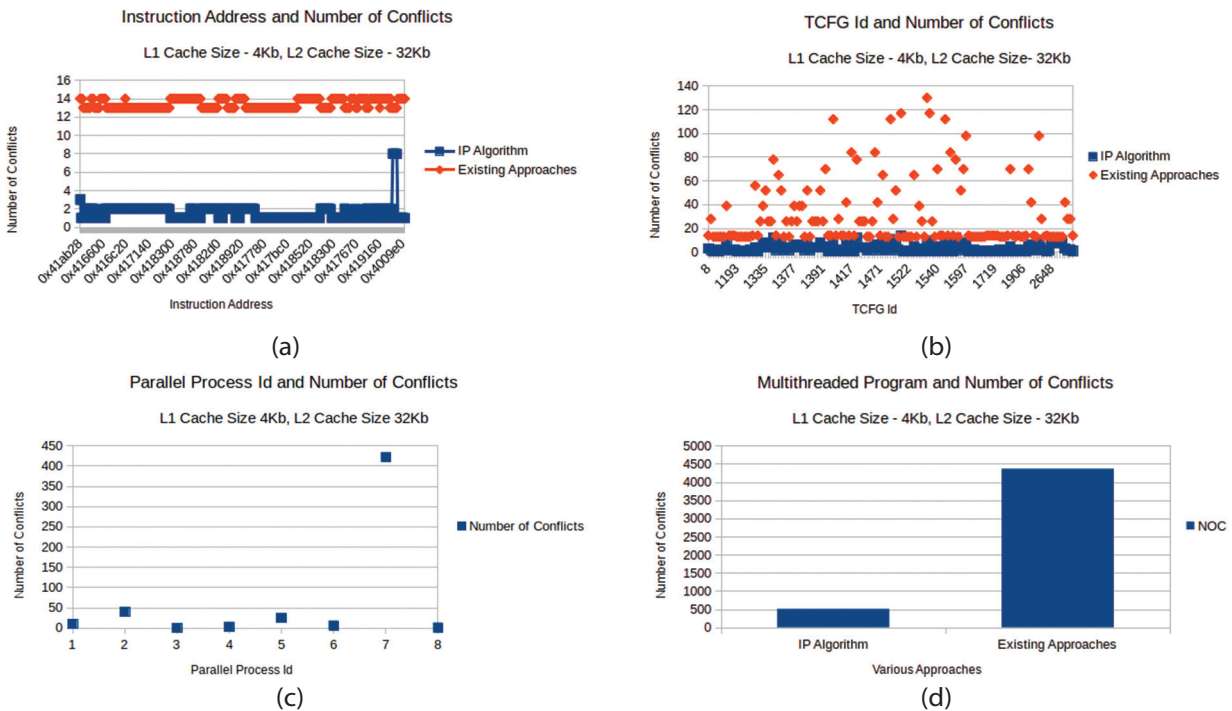 Instruction Address and Number of Conflicts
L1 Cache Size - 4Kb, L2 Cache Size - 32Kb
Number of Conflicts
16
14
12
10
8
6
4
2
0
0x41ab28
0x416600
0x416c20
0x417140
0x418300
0x418780
0x418240
0x418920
0x417780
0x417bc0
0x418520
0x418300
0x417670
0x419160
0x4009e0
Instruction Address
IP Algorithm
Existing Approaches
(a)
TCFG Id and Number of Conflicts
L1 Cache Size - 4Kb, L2 Cache Size- 32Kb
Number of Conflicts
140
120
100
80
60
40
20
0
8
1193
1335
1377
1391
1417
1471
1522
1540
1597
1719
1906
2648
TCFG Id
IP Algorithm
Existing Approaches
(b)
Parallel Process Id and Number of Conflicts
L1 Cache Size 4Kb, L2 Cache Size 32Kb
Number of Conflicts
450
400
350
300
250
200
150
100
50
0
1
2
3
4
5
6
7
8
Parallel Process Id
Number of Conflicts
(c)
Multithreaded Program and Number of Conflicts
L1 Cache Size - 4Kb, L2 Cache Size - 32Kb
Number of Conflicts
5000
4500
4000
3500
3000
2500
2000
1500
1000
500
0
IP Algorithm
Existing Approaches
Various Approaches
NOC
(d)